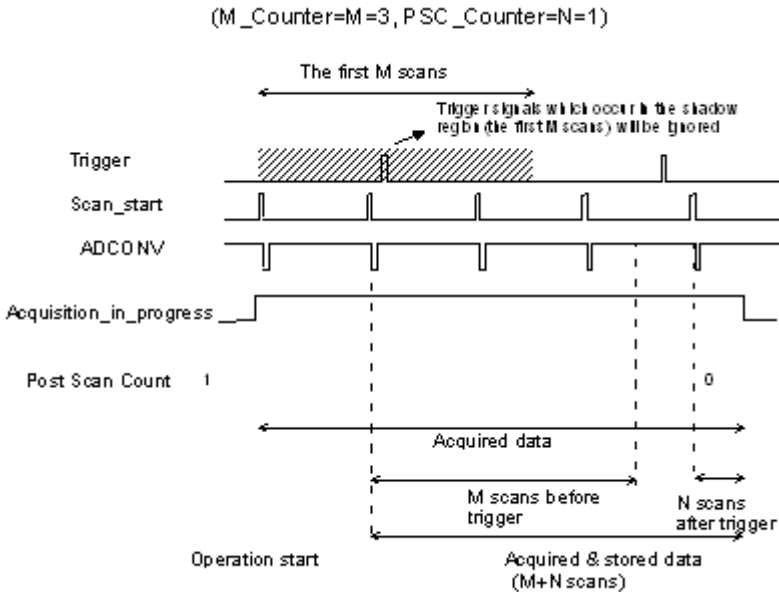 (M_Counter=M=3, PSC_Counter=N=1)
The first M scans
Trigger signals which occur in the shadow
region (the first M scans) will be ignored
Trigger
Scan_start
ADCONV
Acquisition_in_progress
Post Scan Count 1 0
Acquired data
M scans before
trigger
N scans
after trigger
Operation start
Acquired & stored data
(M+N scans)